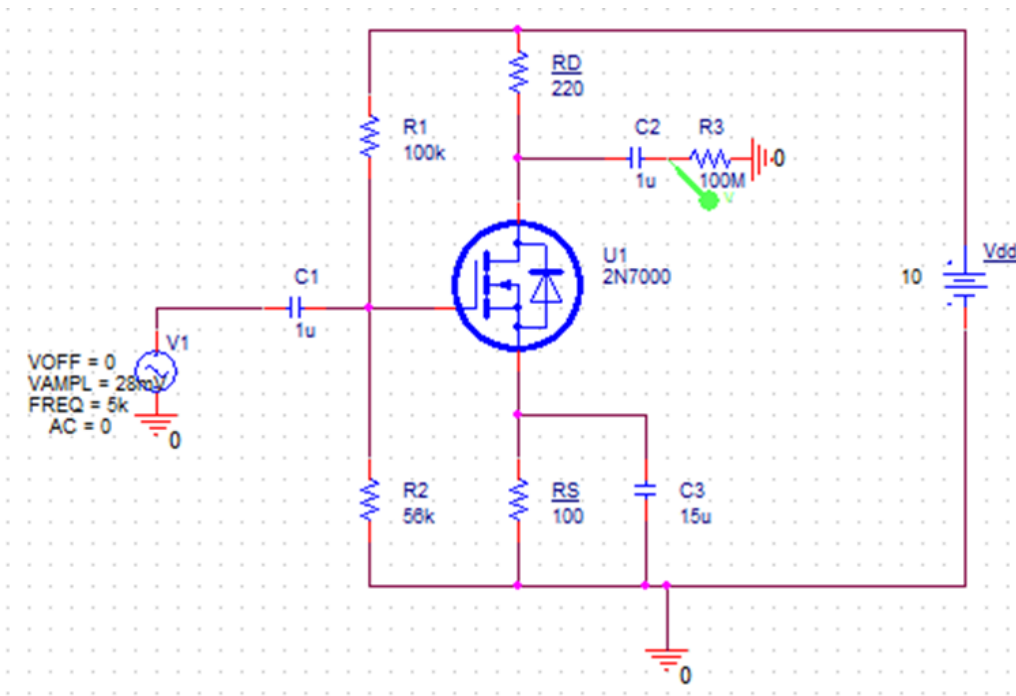 RD
220
R1
100k
C2
R3
1u
100M
0
V
U1
2N7000
Vdd
10
C1
1u
V1
VOFF = 0
VAMPL = 28mV
FREQ = 5k
AC = 0
0
R2
56k
RS
100
C3
15u
0